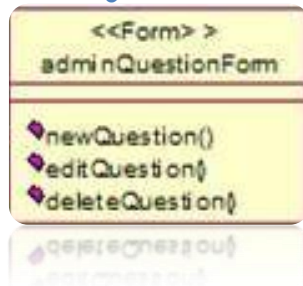 <<Form> >
adminQuestionForm
newQuestion()
editQuestion()
deleteQuestion()